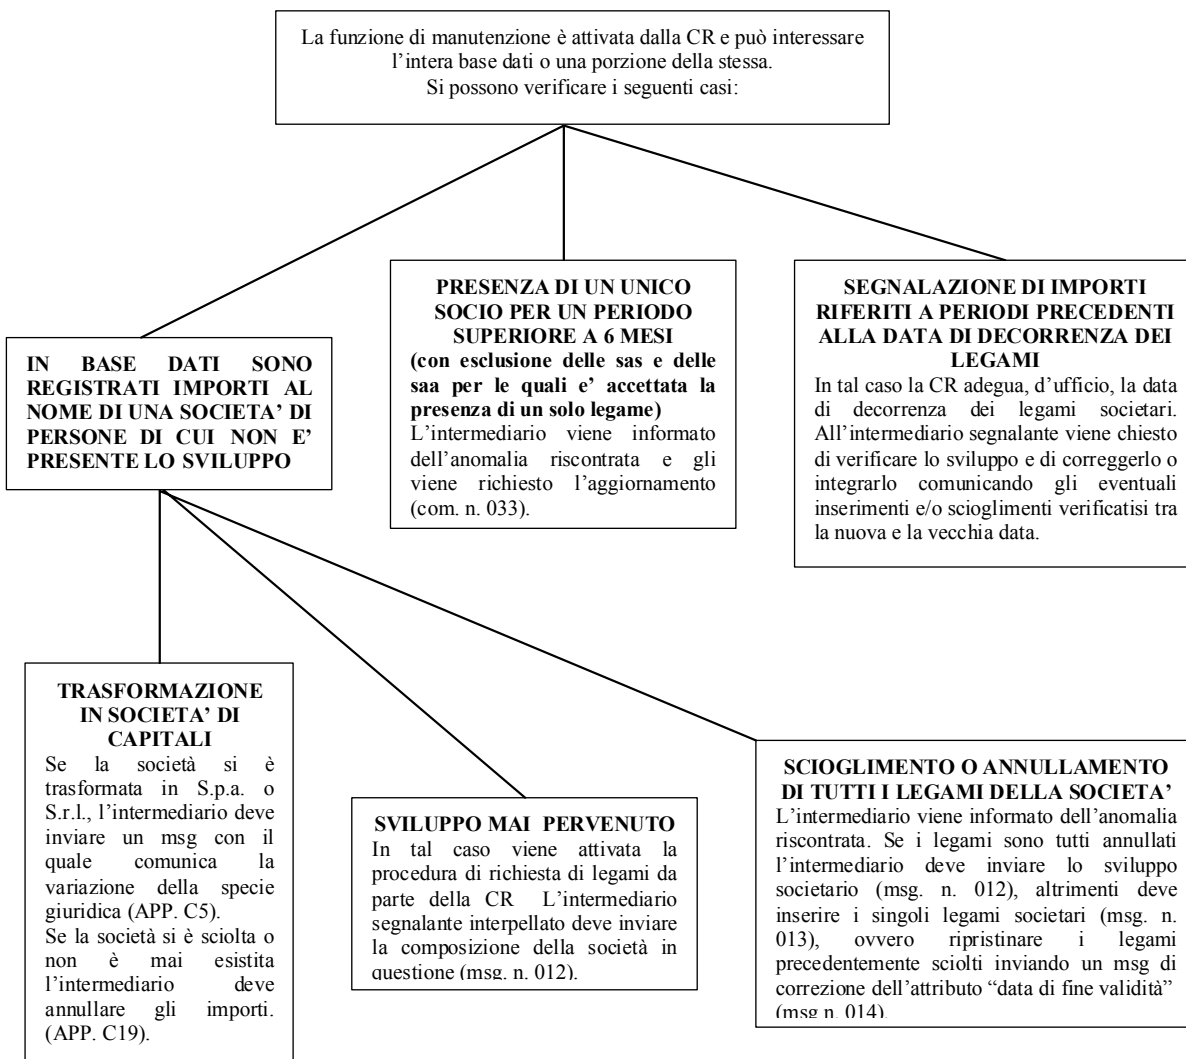 La funzione di manutenzione è attivata dalla CR e può interessare
l’intera base dati o una porzione della stessa.
Si possono verificare i seguenti casi:
IN BASE DATI SONO
REGISTRATI IMPORTI AL
NOME DI UNA SOCIETA’ DI
PERSONE DI CUI NON E’
PRESENTE LO SVILUPPO
PRESENZA DI UN UNICO
SOCIO PER UN PERIODO
SUPERIORE A 6 MESI
(con esclusione delle sas e delle
saa per le quali e’ accettata la
presenza di un solo legame)
L’intermediario viene informato
dell’anomalia riscontrata e gli
viene richiesto l’aggiornamento
(com. n. 033).
SEGNALAZIONE DI IMPORTI
RIFERITI A PERIODI PRECEDENTI
ALLA DATA DI DECORRENZA DEI
LEGAMI
In tal caso la CR adegua, d’ufficio, la data
di decorrenza dei legami societari.
All’intermediario segnalante viene chiesto
di verificare lo sviluppo e di correggerlo o
integrarlo comunicando gli eventuali
inserimenti e/o scioglimenti verificatisi tra
la nuova e la vecchia data.
TRASFORMAZIONE
IN SOCIETA’ DI
CAPITALI
Se la società si è
trasformata in S.p.a. o
S.r.l., l’intermediario deve
inviare un msg con il
quale comunica la
variazione della specie
giuridica (APP. C5).
Se la società si è sciolta o
non è mai esistita
l’intermediario deve
annullare gli importi.
(APP. C19).
SVILUPPO MAI PERVENUTO
In tal caso viene attivata la
procedura di richiesta di legami da
parte della CR L’intermediario
segnalante interpellato deve inviare
la composizione della società in
questione (msg. n. 012).
SCIOGLIMENTO O ANNULLAMENTO
DI TUTTI I LEGAMI DELLA SOCIETA’
L’intermediario viene informato dell’anomalia
riscontrata. Se i legami sono tutti annullati
l’intermediario deve inviare lo sviluppo
societario (msg. n. 012), altrimenti deve
inserire i singoli legami societari (msg. n.
013), ovvero ripristinare i legami
precedentemente sciolti inviando un msg di
correzione dell’attributo “data di fine validità”
(msg n. 014).